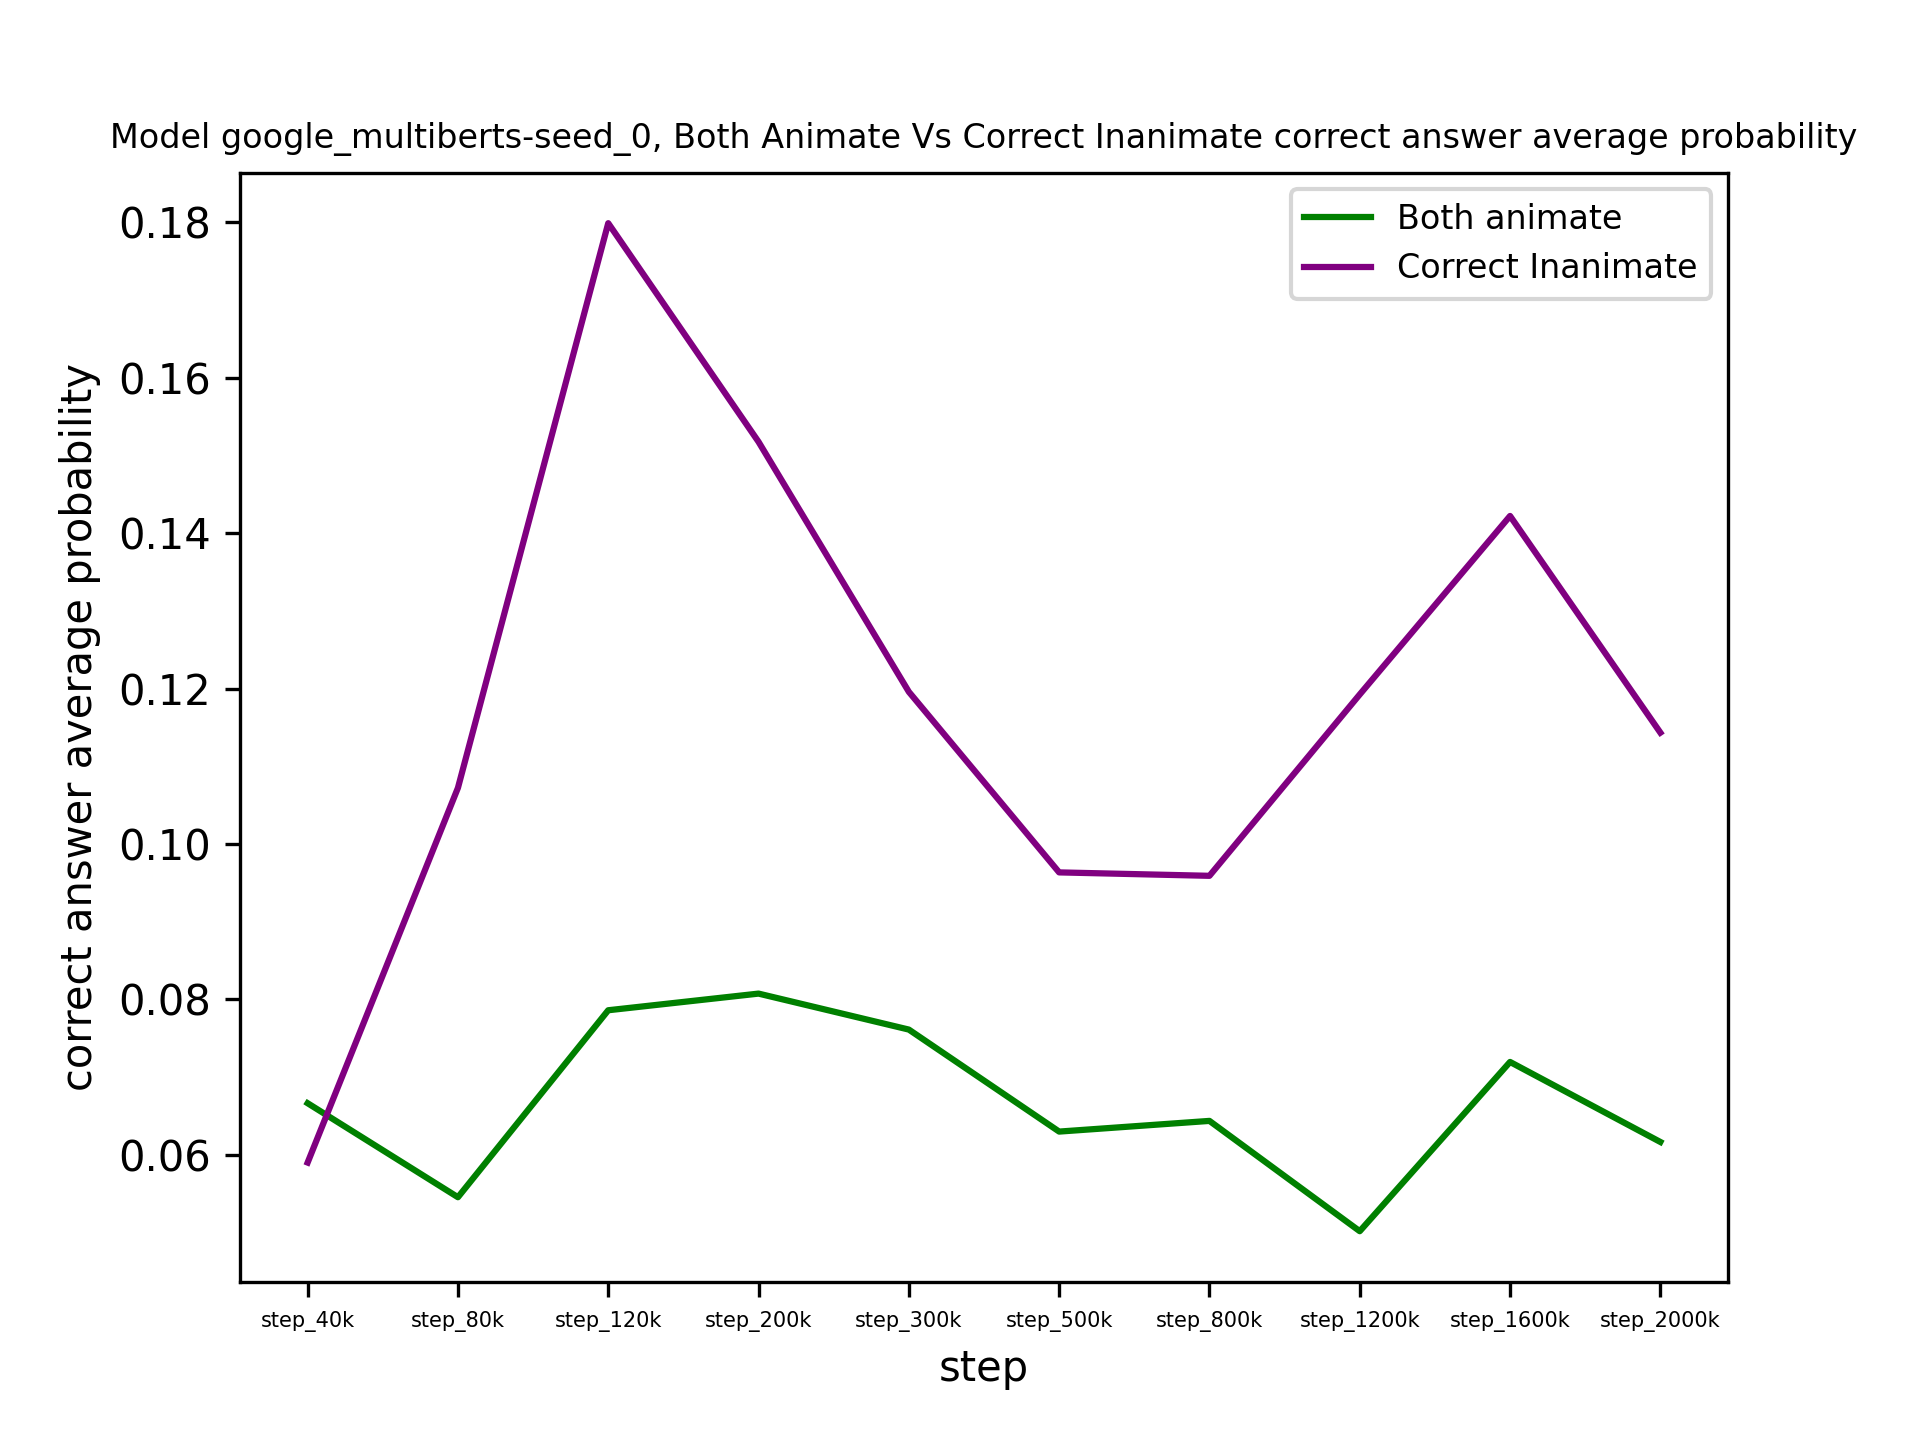 Model google_multiberts-seed_0, Both Animate Vs Correct Inanimate correct answer average probability
Both animate
Correct Inanimate
correct answer average probability
0.18
0.16
0.14
0.12
0.10
0.08
0.06
step_40k step_80k step_120k step_200k step_300k step_500k step_800k step_1200k step_1600k step_2000k
step